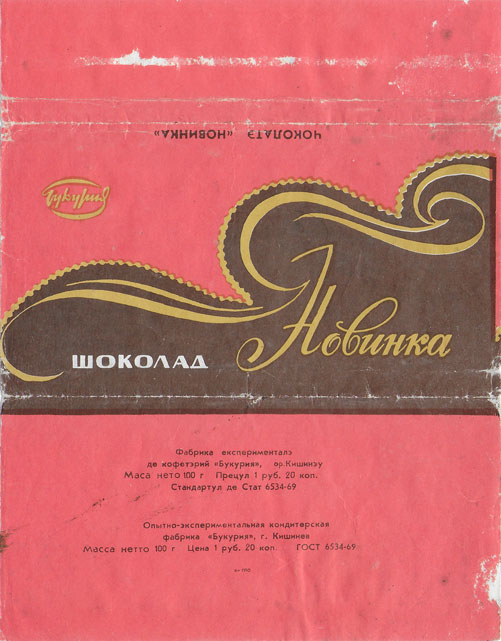 ЧОКОЛАТЭ «НОВИНКА»
Букурия
Новинка
ШОКОЛАД
Фабрика експерименталэ
де кофетэрий «Букурия», ор. Кишинэу
Маса нето 100 г Прецул 1 руб. 20 коп.
Стандартул де Стат 6534-69
Опытно-экспериментальная кондитерская
фабрика «Букурия», г. Кишинев
Масса нетто 100 г Цена 1 руб. 20 коп. ГОСТ 6534-69